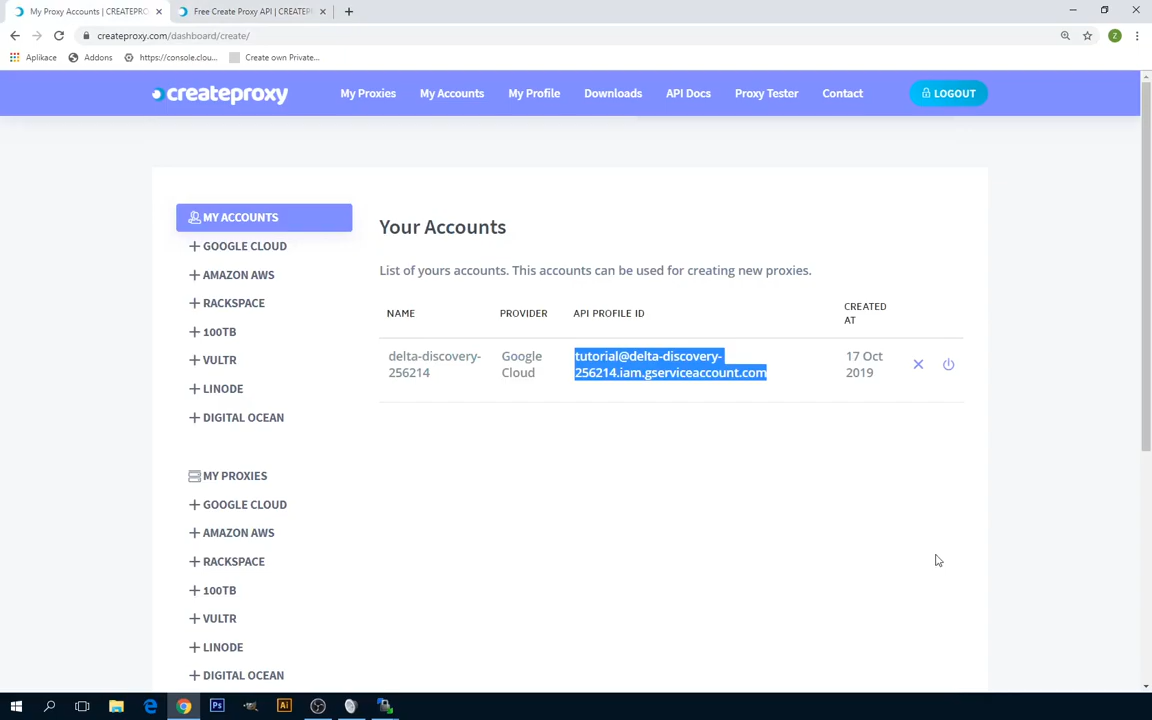 My Proxy Accounts | CREATEPRO
Free Create Proxy API | CREATEP
createproxy.com/dashboard/create/
Z
Aplikace
Addons
https://console.clou...
Create own Private...
createproxy
My Proxies
My Accounts
My Profile
Downloads
API Docs
Proxy Tester
Contact
LOGOUT
MY ACCOUNTS
GOOGLE CLOUD
AMAZON AWS
RACKSPACE
100TB
VULTR
LINODE
DIGITAL OCEAN
MY PROXIES
GOOGLE CLOUD
AMAZON AWS
RACKSPACE
100TB
VULTR
LINODE
DIGITAL OCEAN
Your Accounts
List of yours accounts. This accounts can be used for creating new proxies.
NAME
PROVIDER
API PROFILE ID
CREATED
AT
delta-discovery-
256214
Google
Cloud
tutorial@delta-discovery-
256214.iam.gserviceaccount.com
17 Oct
2019
Ps
Ai